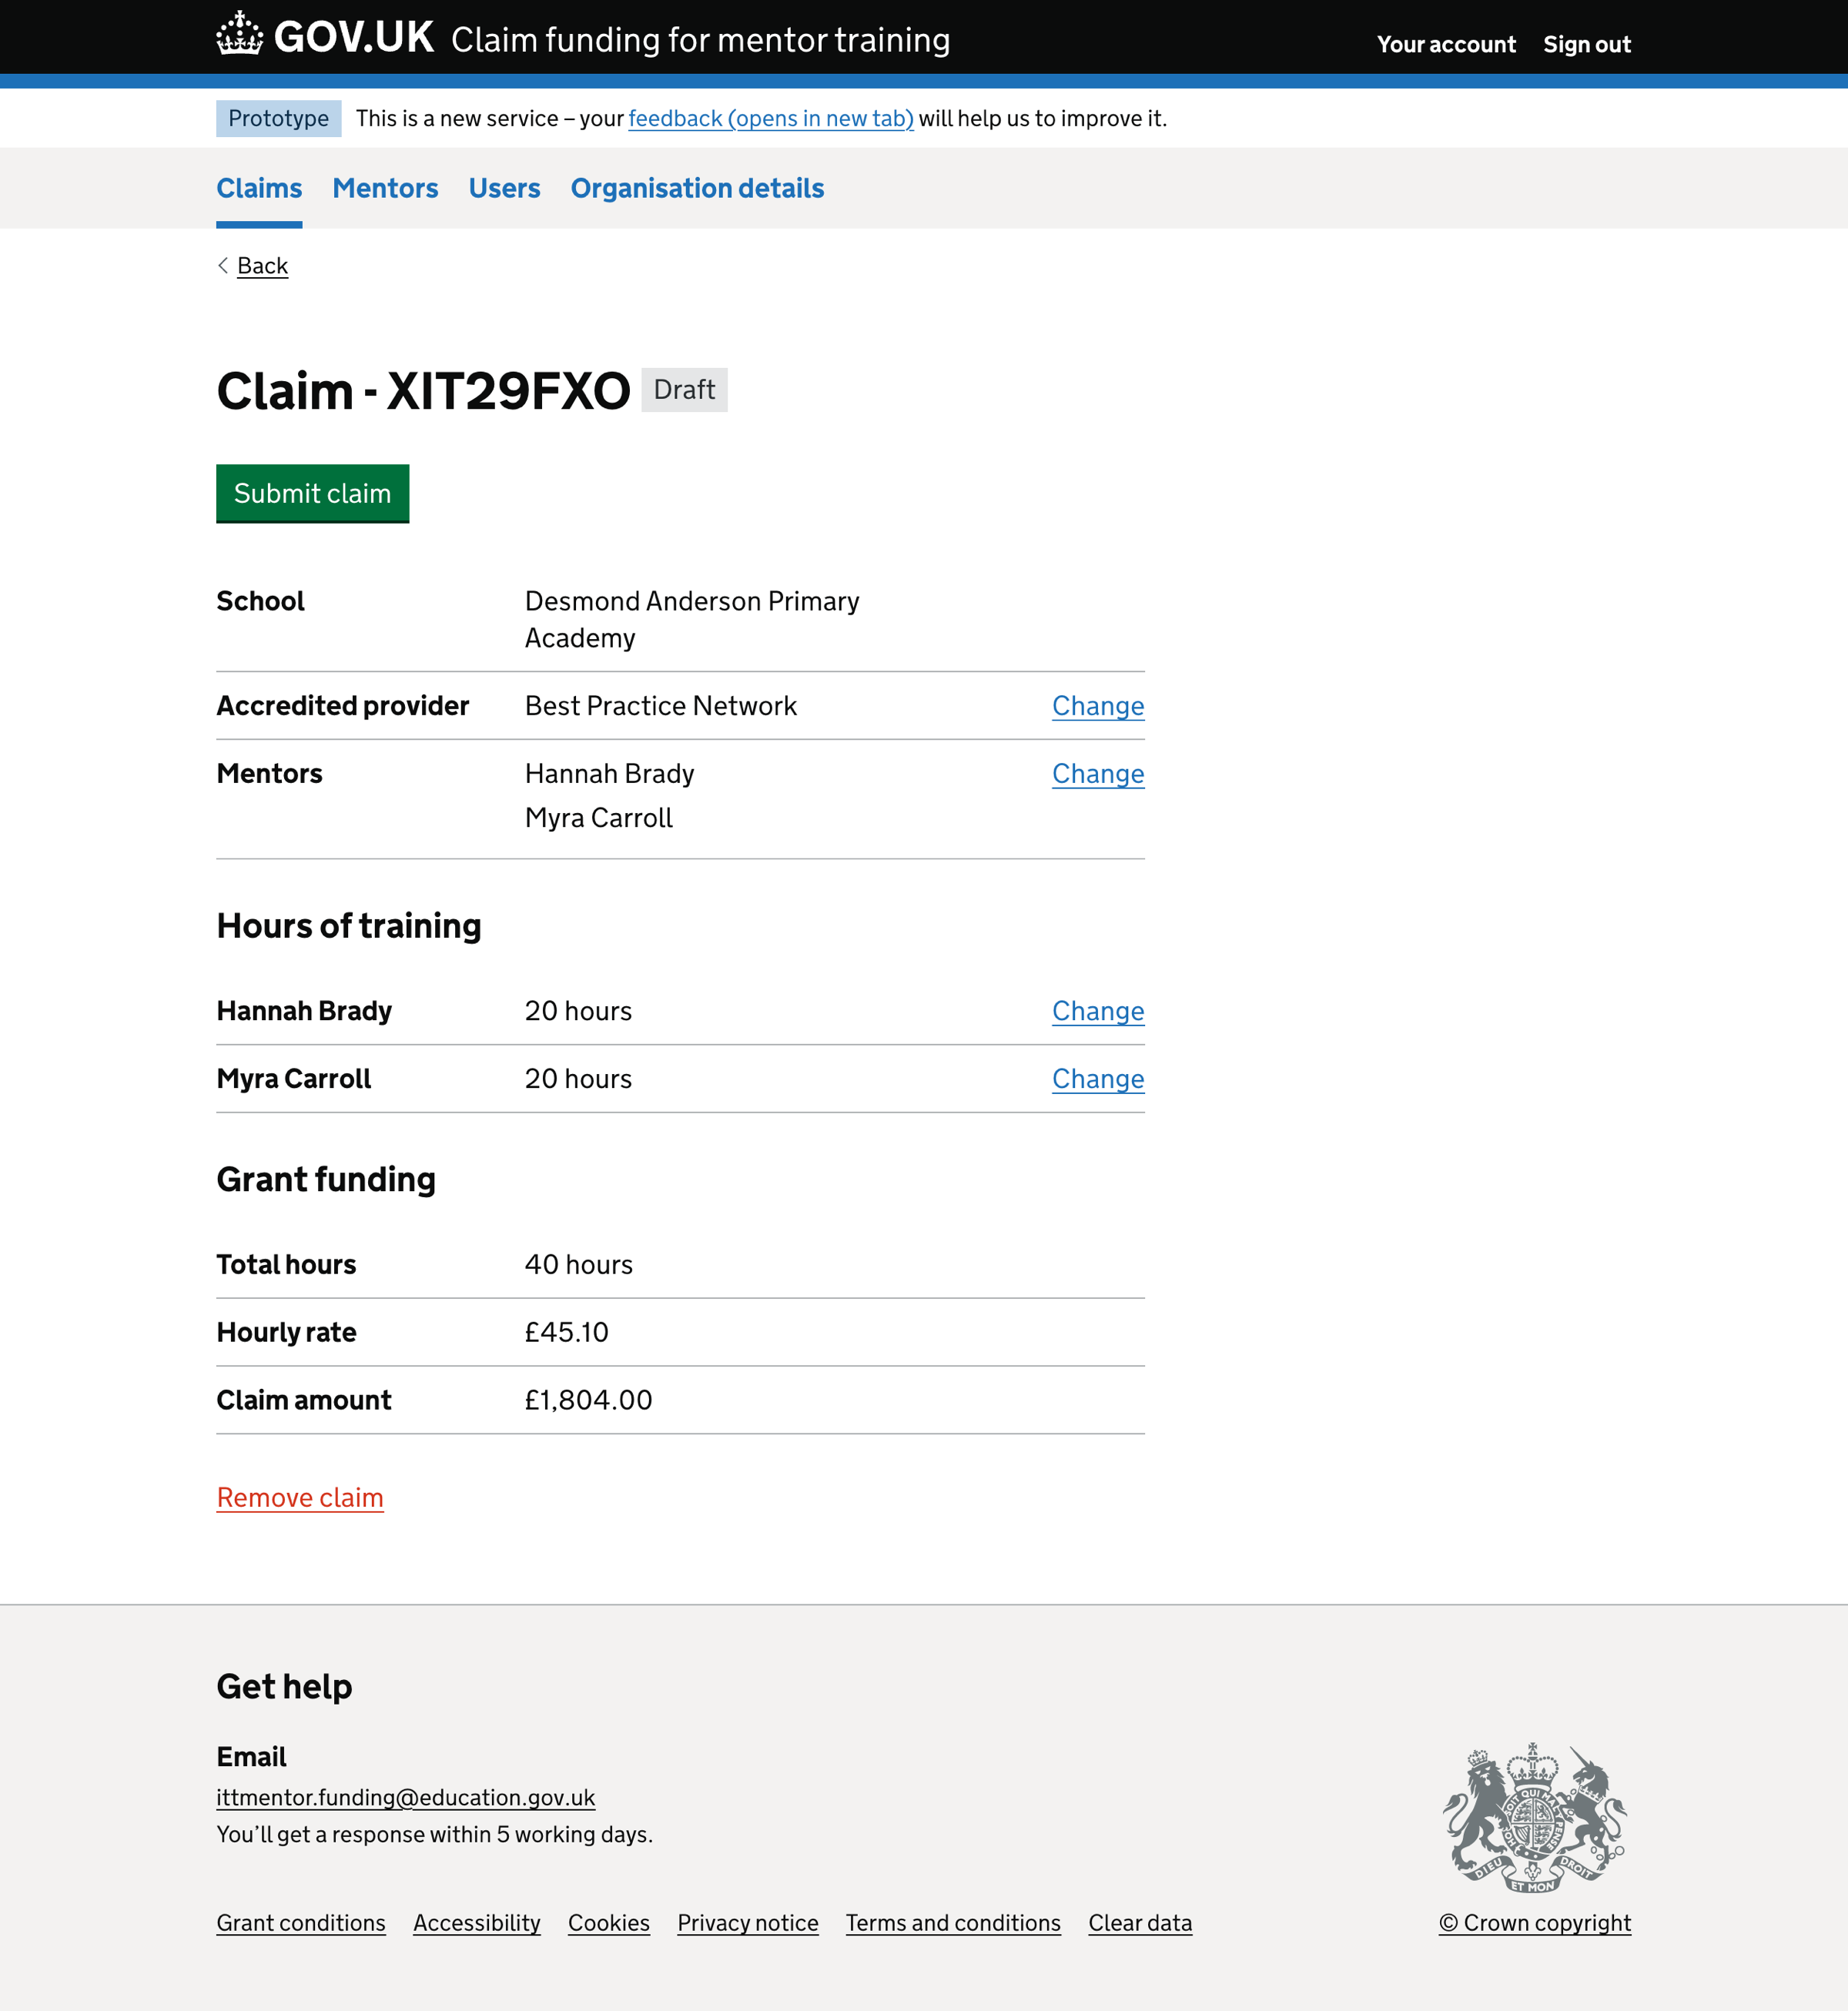 GOV.UK Claim funding for mentor training Your account Sign out
Prototype This is a new service – your feedback (opens in new tab) will help us to improve it.
Claims Mentors Users Organisation details
Back
Claim - XIT29FXO Draft
Submit claim
School Desmond Anderson Primary
Academy
Accredited provider Best Practice Network Change
Mentors Hannah Brady Change
Myra Carroll
Hours of training
Hannah Brady 20 hours Change
Myra Carroll 20 hours Change
Grant funding
Total hours 40 hours
Hourly rate £45.10
Claim amount £1,804.00
Remove claim
Get help
Email
ittmentor.funding@education.gov.uk
You’ll get a response within 5 working days.
DIEU ET MON DROIT
Grant conditions Accessibility Cookies Privacy notice Terms and conditions Clear data © Crown copyright